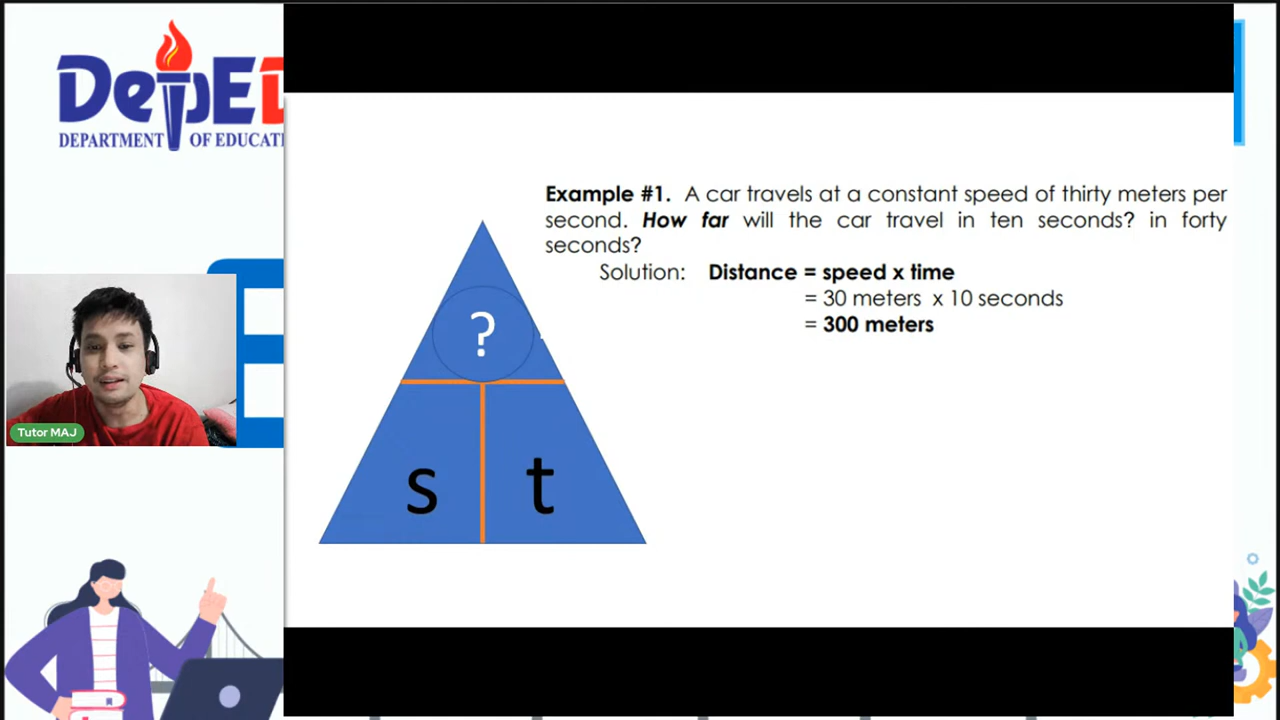 DepED
DEPARTMENT OF EDUCATI
Example #1. A car travels at a constant speed of thirty meters per
second. How far will the car travel in ten seconds? in forty
seconds?
Solution: Distance = speed x time
= 30 meters x 10 seconds
= 300 meters
?
s t
Tutor MAJ